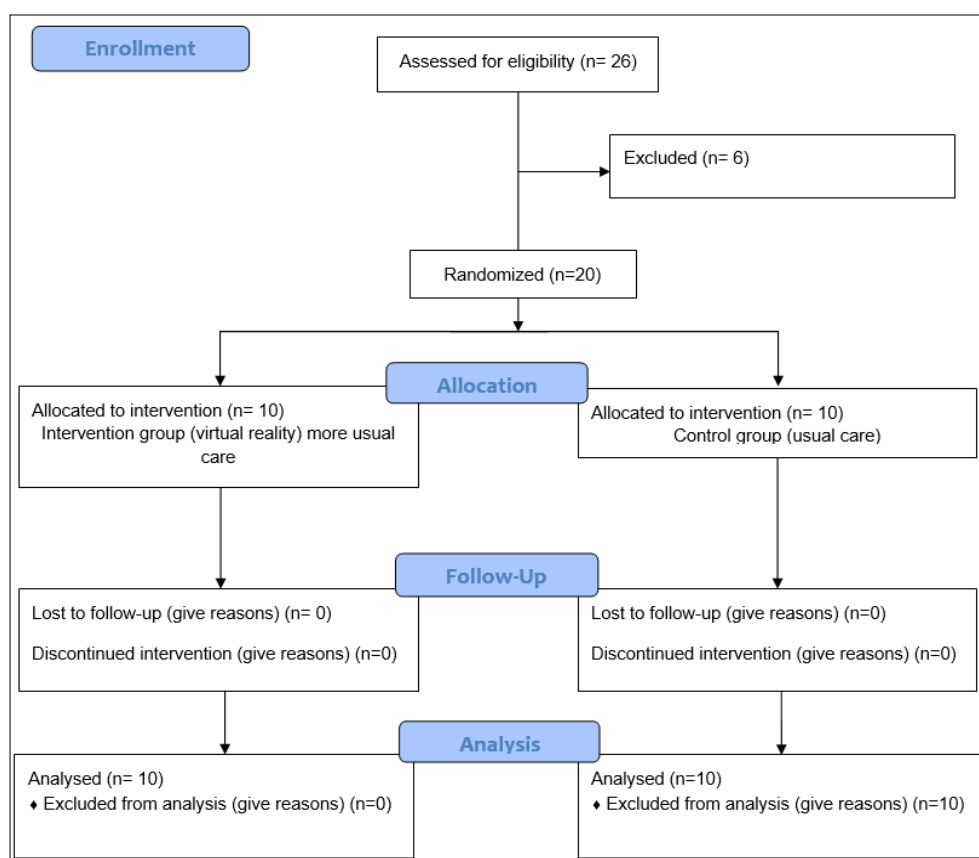 Enrollment
Assessed for eligibility (n= 26)
Excluded (n= 6)
Randomized (n=20)
Allocation
Allocated to intervention (n= 10)
Intervention group (virtual reality) more usual
care
Allocated to intervention (n= 10)
Control group (usual care)
Follow-Up
Lost to follow-up (give reasons) (n= 0)
Discontinued intervention (give reasons) (n=0)
Lost to follow-up (give reasons) (n=0)
Discontinued intervention (give reasons) (n=0)
Analysis
Analysed (n= 10)
♦ Excluded from analysis (give reasons) (n=0)
Analysed (n=10)
♦ Excluded from analysis (give reasons) (n=10)